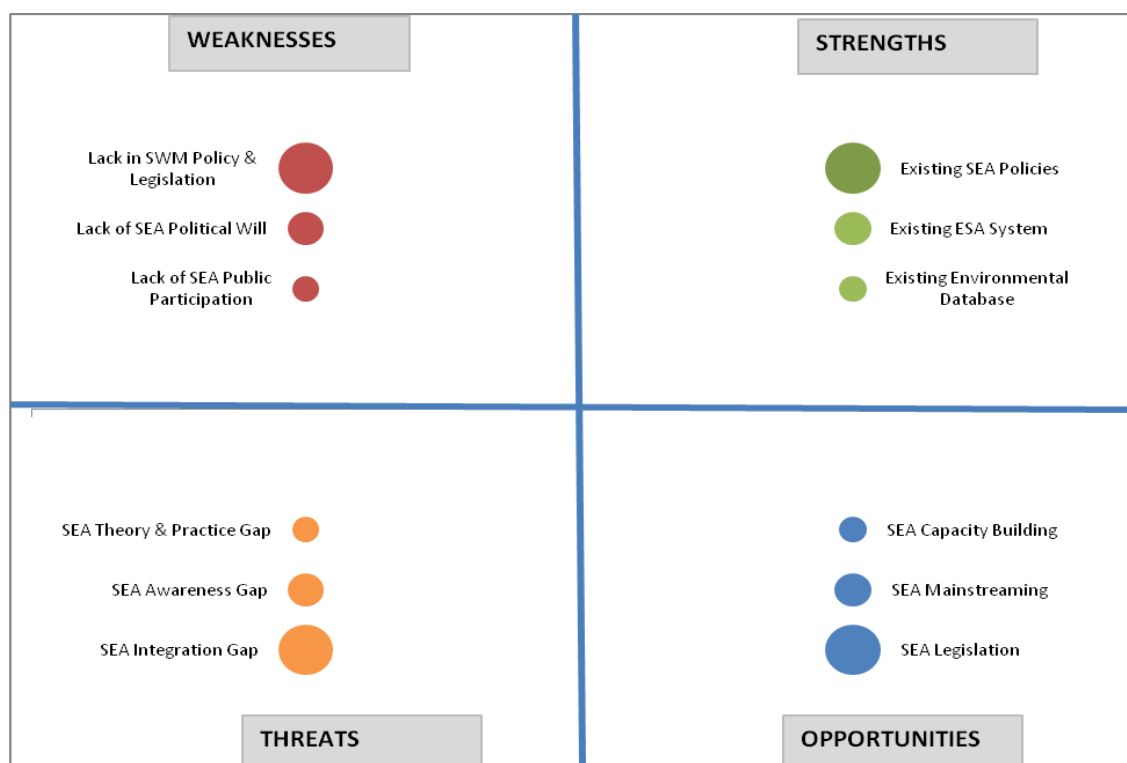 WEAKNESSES
Lack in SWM Policy &
Legislation
Lack of SEA Political Will
Lack of SEA Public
Participation
STRENGTHS
Existing SEA Policies
Existing ESA System
Existing Environmental
Database
SEA Theory & Practice Gap
SEA Awareness Gap
SEA Integration Gap
THREATS
SEA Capacity Building
SEA Mainstreaming
SEA Legislation
OPPORTUNITIES